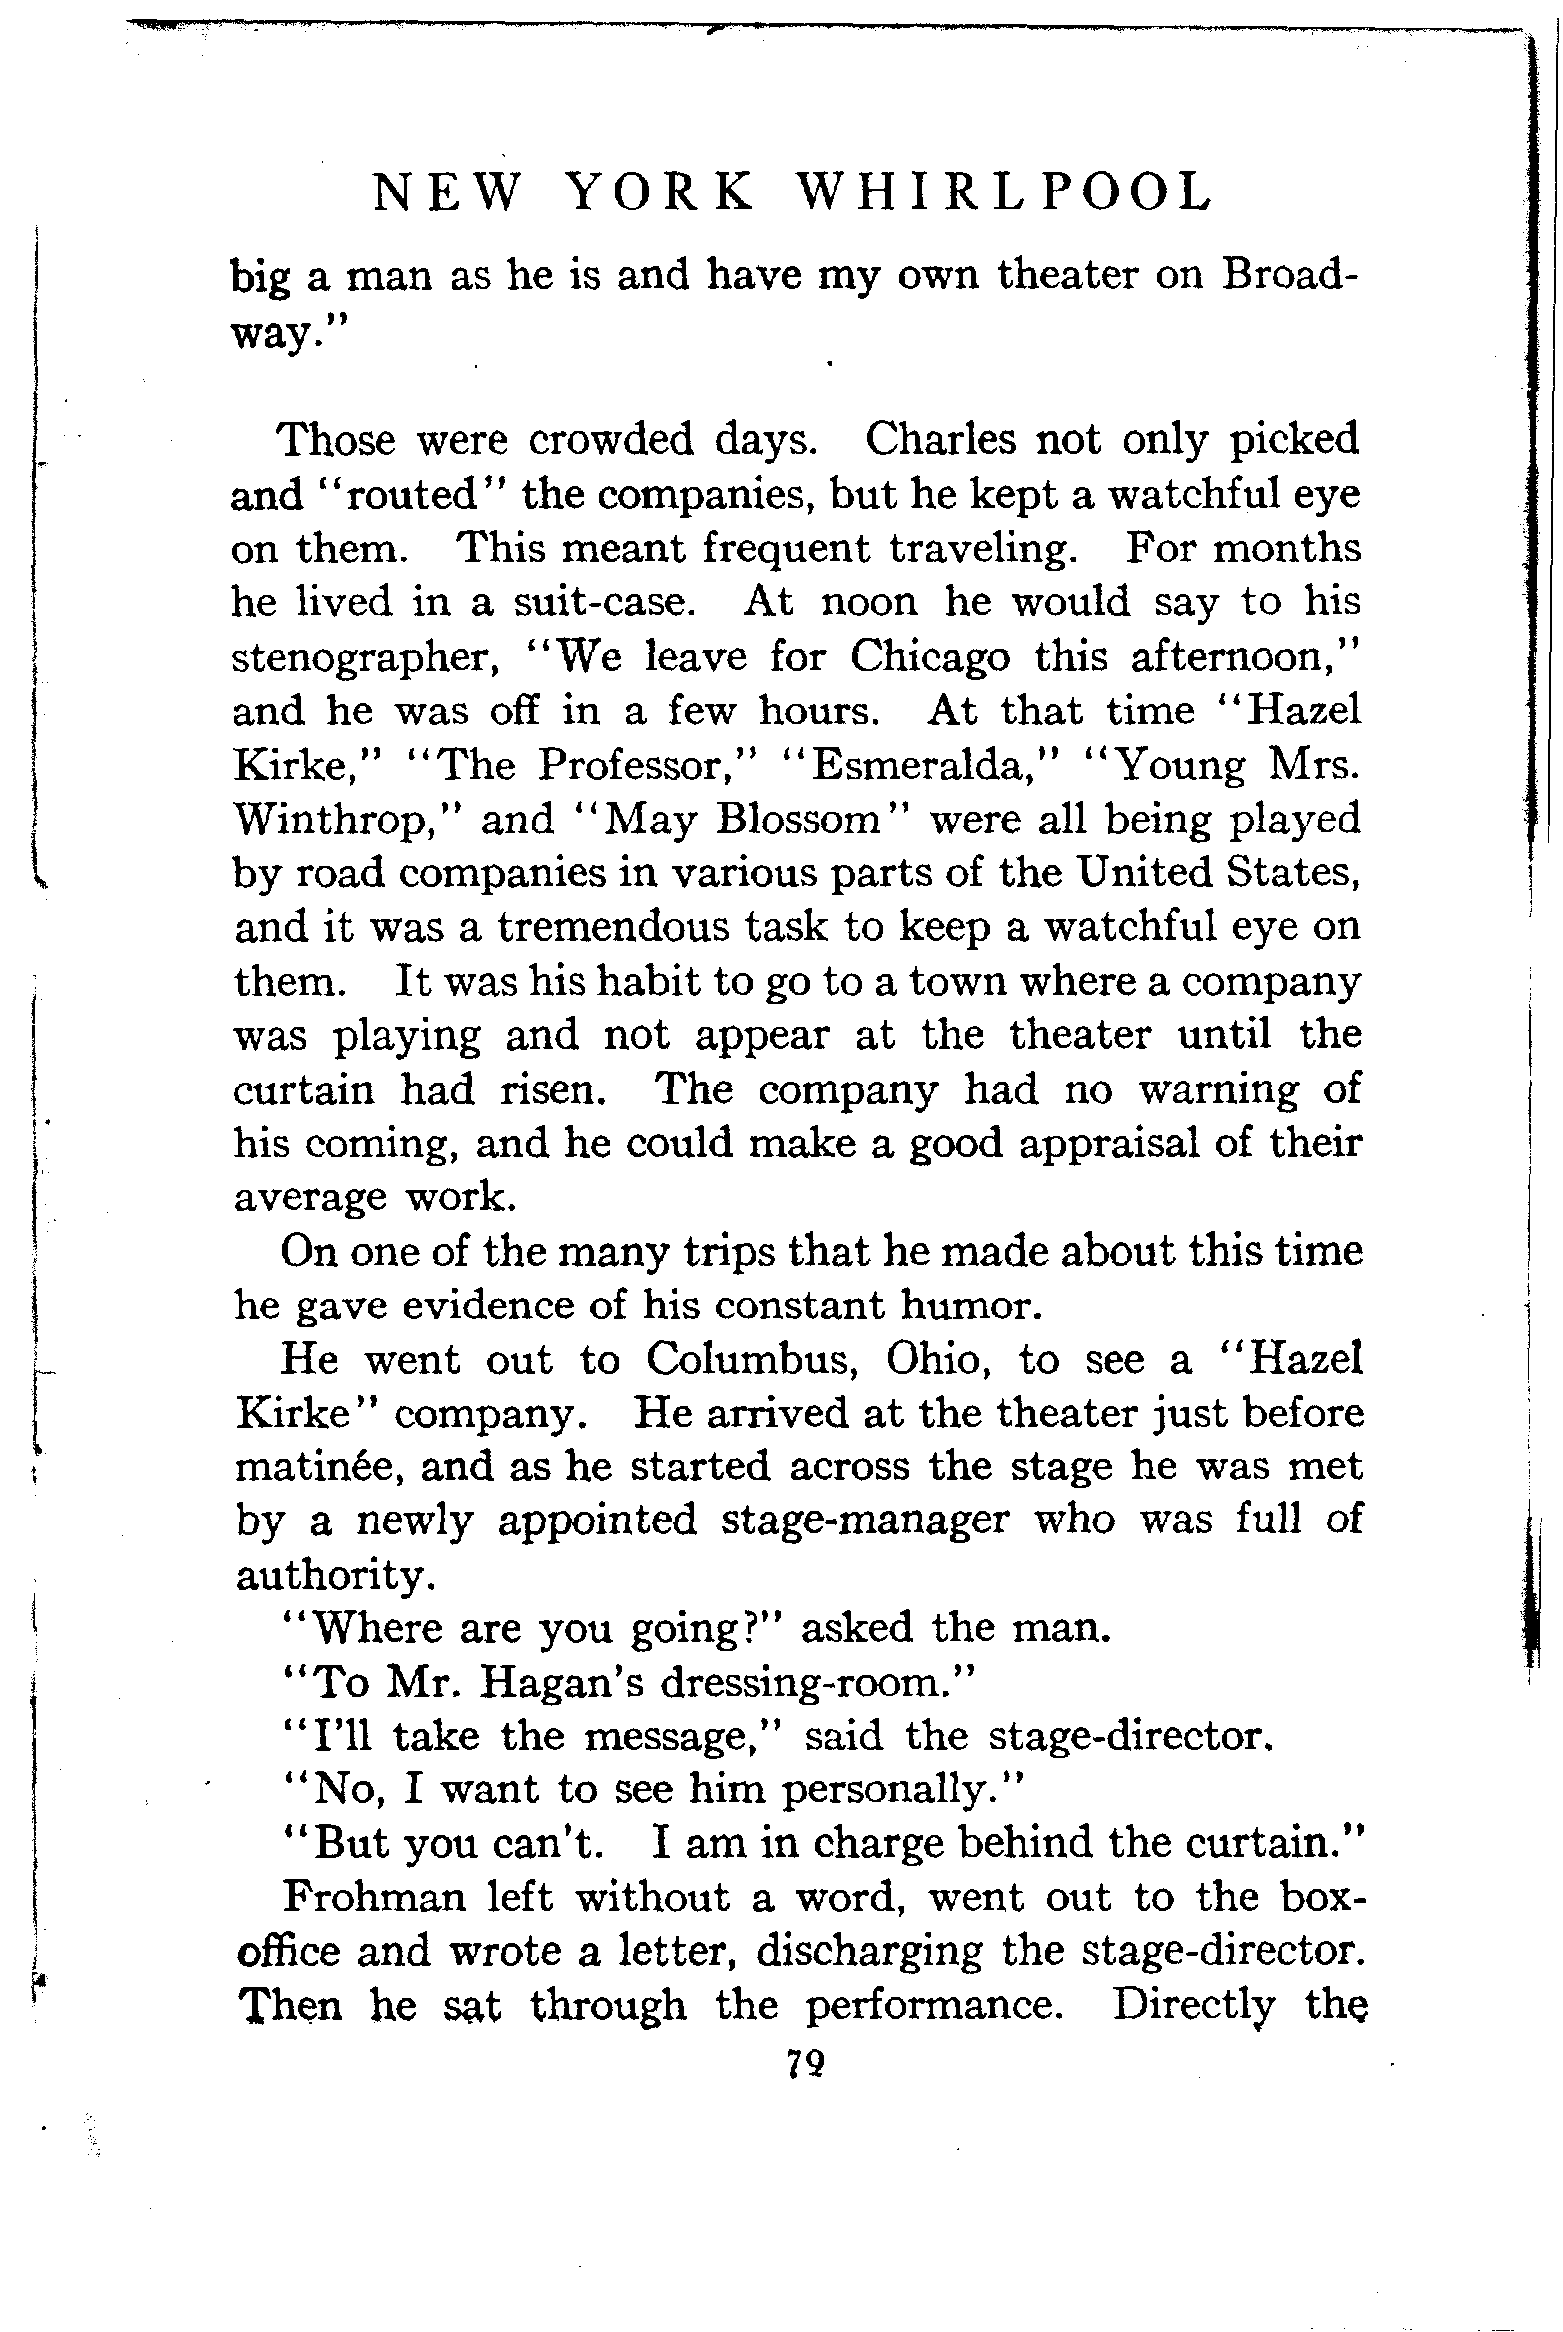 NEW YORK WHIRLPOOL
big a man as he is and have my own theater on Broad-
way."
Those were crowded days. Charles not only picked
and "routed" the companies, but he kept a watchful eye
on them. This meant frequent traveling. For months
he lived in a suit-case. At noon he would say to his
stenographer, "We leave for Chicago this afternoon,"
and he was off in a few hours. At that time "Hazel
Kirke," "The Professor," "Esmeralda," "Young Mrs.
Winthrop," and "May Blossom" were all being played
by road companies in various parts of the United States,
and it was a tremendous task to keep a watchful eye on
them. It was his habit to go to a town where a company
was playing and not appear at the theater until the
curtain had risen. The company had no warning of
his coming, and he could make a good appraisal of their
average work.
On one of the many trips that he made about this time
he gave evidence of his constant humor.
He went out to Columbus, Ohio, to see a "Hazel
Kirke" company. He arrived at the theater just before
matinée, and as he started across the stage he was met
by a newly appointed stage-manager who was full of
authority.
"Where are you going?" asked the man.
"To Mr. Hagan's dressing-room."
"I'll take the message," said the stage-director.
"No, I want to see him personally."
"But you can't. I am in charge behind the curtain."
Frohman left without a word, went out to the box-
office and wrote a letter, discharging the stage-director.
Then he sat through the performance. Directly the
79